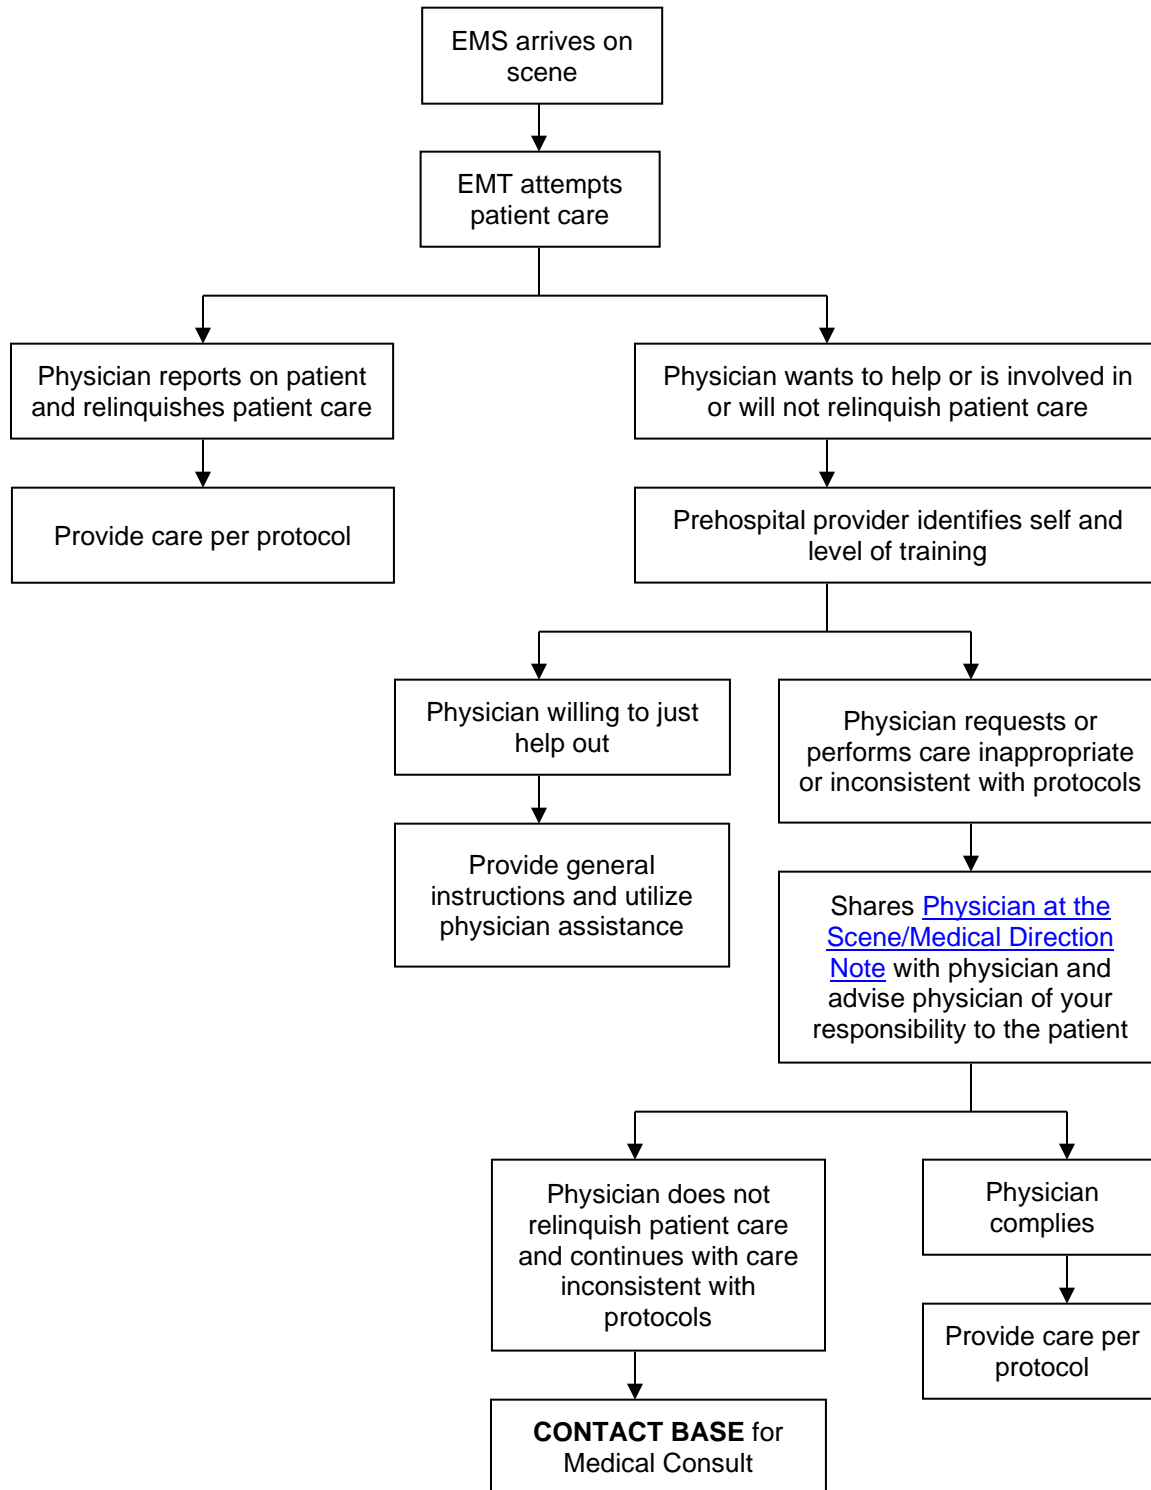 EMS arrives on
scene
EMT attempts
patient care
Physician reports on patient
and relinquishes patient care
Physician wants to help or is involved in
or will not relinquish patient care
Provide care per protocol
Prehospital provider identifies self and
level of training
Physician willing to just
help out
Physician requests or
performs care inappropriate
or inconsistent with protocols
Provide general
instructions and utilize
physician assistance
Shares Physician at the
Scene/Medical Direction
Note with physician and
advise physician of your
responsibility to the patient
Physician does not
relinquish patient care
and continues with care
inconsistent with
protocols
Physician
complies
Provide care per
protocol
CONTACT BASE for
Medical Consult